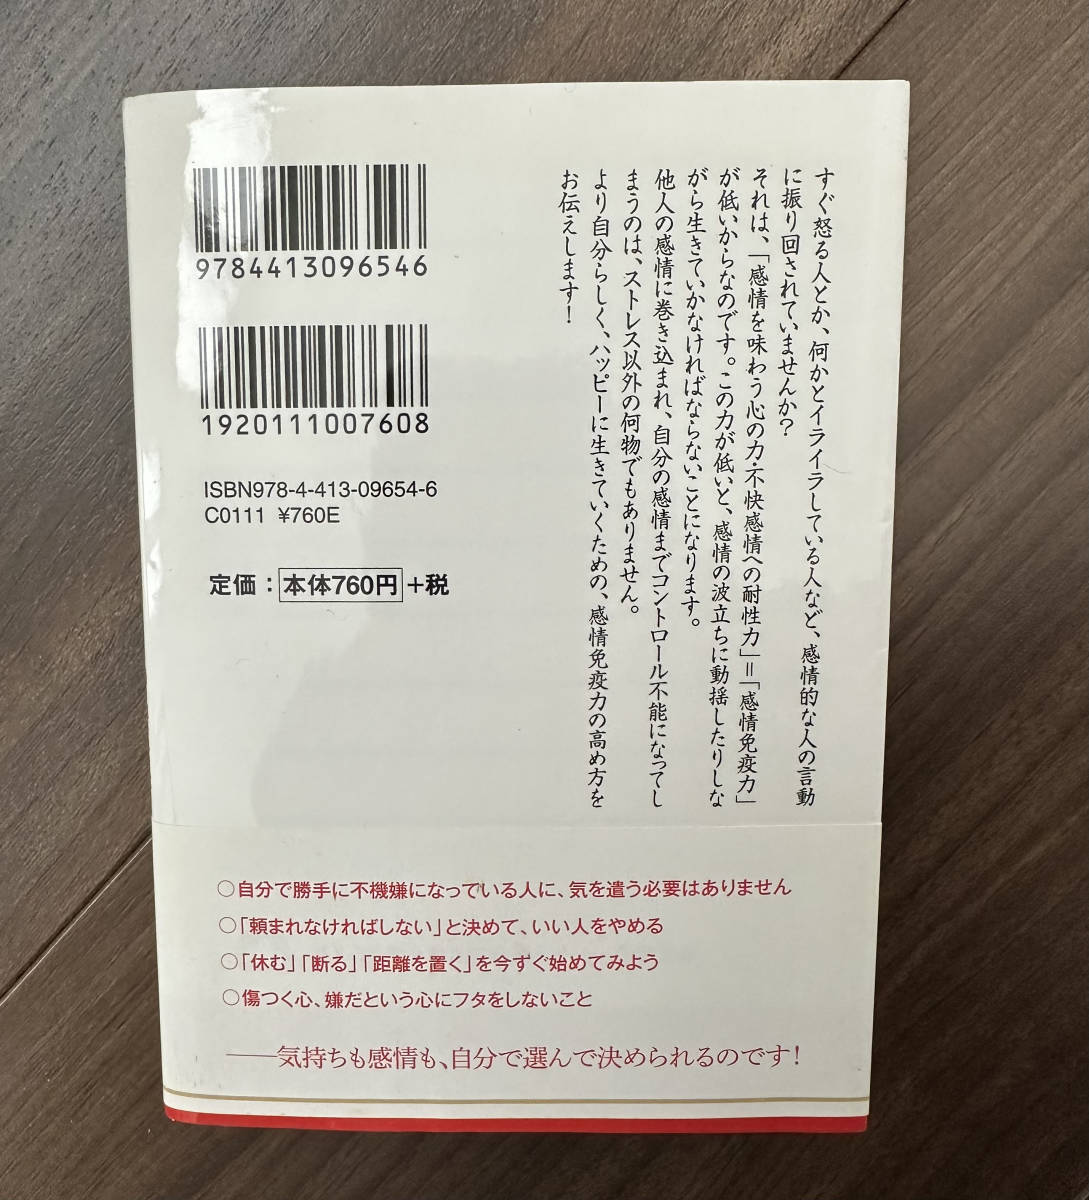 9784413096546
1920111007608
ISBN978-4-413-09654-6
C0111 ¥760E
定価:本体760円+税
すぐ怒る人とか、何かとイライラしている人など、感情的な人の言動
に振り回されていませんか?
それは、「感情を味わう心の力・不快感情への耐性力」=「感情免疫力」
が低いからなのです。この力が低いと、感情の波立ちに動揺したりしな
がら生きていかなければならないことになります。
他人の感情に巻き込まれ、自分の感情までコントロール不能になってし
まうのは、ストレス以外の何物でもありません。
より自分らしく、ハッピーに生きていくための、感情免疫力の高め方を
お伝えします!
○自分で勝手に不機嫌になっている人に、気を遣う必要はありません
○「頼まれなければしない」と決めて、いい人をやめる
○「休む」「断る」「距離を置く」を今すぐ始めてみよう
○傷つく心、嫌だという心にフタをしないこと
──気持ちも感情も、自分で選んで決められるのです!